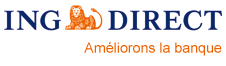 ING DIRECT
Améliorons la banque